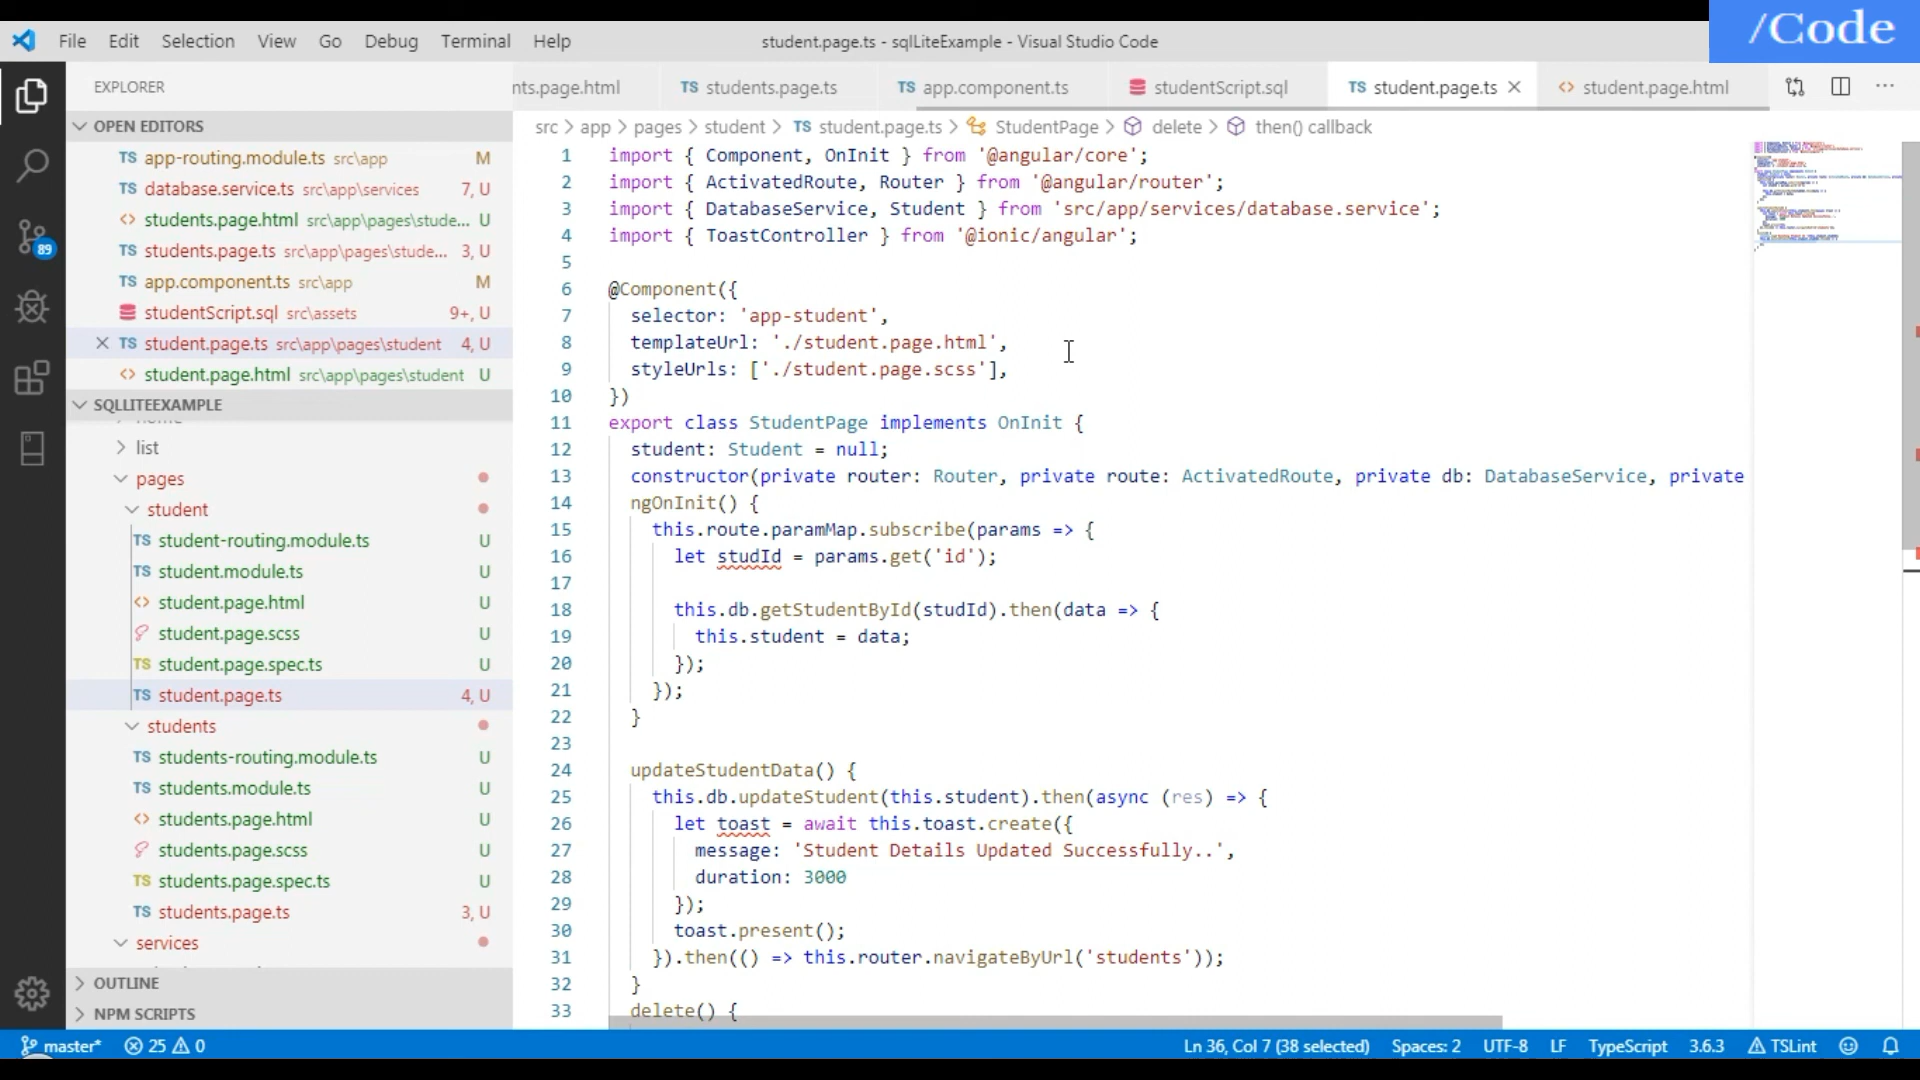 /Code
File Edit Selection View Go Debug Terminal Help
student.page.ts - sqlLiteExample - Visual Studio Code
EXPLORER
nts.page.html
TS students.page.ts
TS app.component.ts
studentScript.sql
TS student.page.ts
<> student.page.html
OPEN EDITORS
TS app-routing.module.ts src\app M
TS database.service.ts src\app\services 7, U
<> students.page.html src\app\pages\stude... U
TS students.page.ts src\app\pages\stude... 3, U
TS app.component.ts src\app M
studentScript.sql src\assets 9+, U
TS student.page.ts src\app\pages\student 4, U
<> student.page.html src\app\pages\student U
89
SQLLITEEXAMPLE
list
pages
student
TS student-routing.module.ts U
TS student.module.ts U
<> student.page.html U
student.page.scss U
TS student.page.spec.ts U
TS student.page.ts 4, U
students
TS students-routing.module.ts U
TS students.module.ts U
<> students.page.html U
students.page.scss U
TS students.page.spec.ts U
TS students.page.ts 3, U
services
OUTLINE
NPM SCRIPTS
src > app > pages > student > TS student.page.ts > StudentPage > delete > then() callback
1 import { Component, OnInit } from '@angular/core';
2 import { ActivatedRoute, Router } from '@angular/router';
3 import { DatabaseService, Student } from 'src/app/services/database.service';
4 import { ToastController } from '@ionic/angular';
5
6 @Component({
7 selector: 'app-student',
8 templateUrl: './student.page.html',
9 styleUrls: ['./student.page.scss'],
10 })
11 export class StudentPage implements OnInit {
12 student: Student = null;
13 constructor(private router: Router, private route: ActivatedRoute, private db: DatabaseService, private
14 ngOnInit() {
15 this.route.paramMap.subscribe(params => {
16 let studId = params.get('id');
17
18 this.db.getStudentById(studId).then(data => {
19 this.student = data;
20 });
21 });
22 }
23
24 updateStudentData() {
25 this.db.updateStudent(this.student).then(async (res) => {
26 let toast = await this.toast.create({
27 message: 'Student Details Updated Successfully..',
28 duration: 3000
29 });
30 toast.present();
31 }).then(() => this.router.navigateByUrl('students'));
32 }
33 delete() {
master* 25 0
Ln 36, Col 7 (38 selected) Spaces: 2 UTF-8 LF TypeScript 3.6.3 TSLint